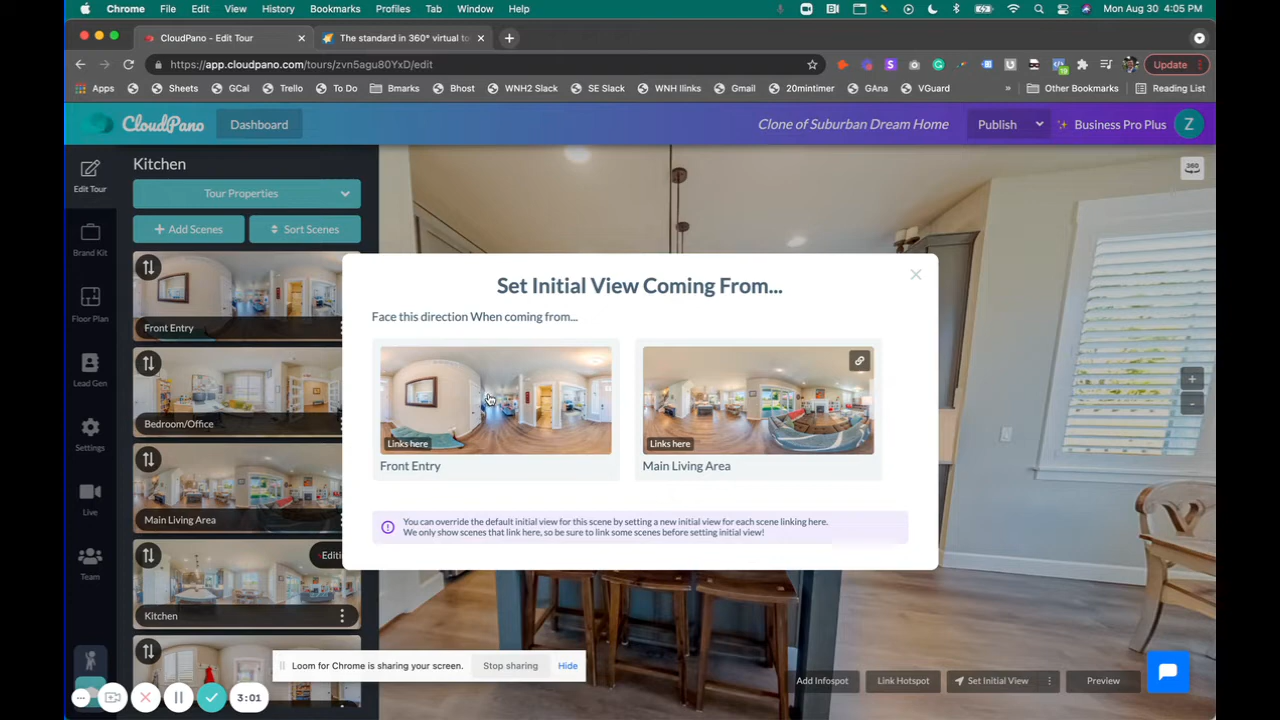 Chrome File Edit View History Bookmarks Profiles Tab Window Help Mon Aug 30 4:05 PM
CloudPano - Edit Tour The standard in 360° virtual to
https://app.cloudpano.com/tours/zvn5agu80YxD/edit Update
Apps Sheets GCal Trello To Do Bmarks Bhost WNH2 Slack SE Slack WNH llinks Gmail 20mintimer GAna VGuard » Other Bookmarks Reading List
CloudPano Dashboard Clone of Suburban Dream Home Publish Business Pro Plus Z
Edit Tour
Brand Kit
Floor Plan
Lead Gen
Settings
Live
Team
Kitchen
Tour Properties
+ Add Scenes Sort Scenes
Front Entry
Bedroom/Office
Main Living Area
Editi
Kitchen
360
Set Initial View Coming From...
Face this direction When coming from...
Links here
Front Entry
Links here
Main Living Area
You can override the default initial view for this scene by setting a new initial view for each scene linking here.
We only show scenes that link here, so be sure to link some scenes before setting initial view!
+
-
Loom for Chrome is sharing your screen. Stop sharing Hide
3:01
Add Infospot Link Hotspot Set Initial View Preview